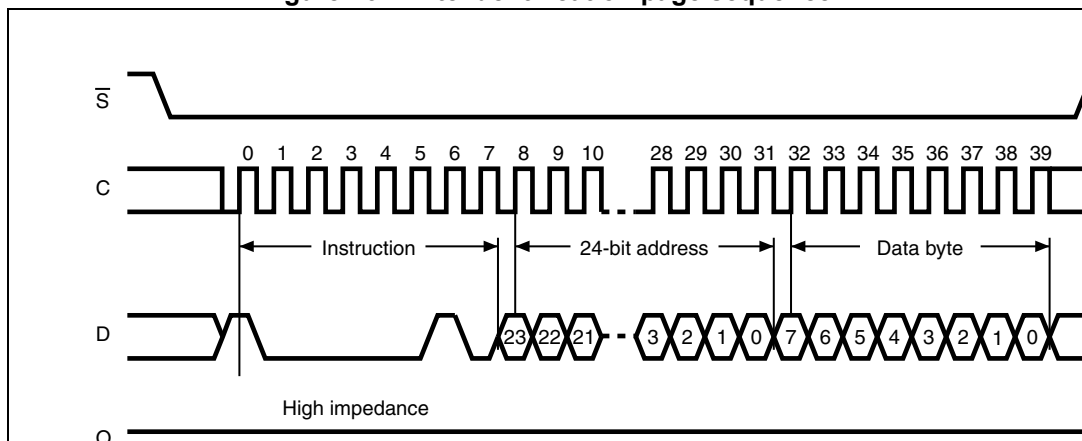 S
0 1 2 3 4 5 6 7 8 9 10 28 29 30 31 32 33 34 35 36 37 38 39
C
Instruction 24-bit address Data byte
D
23 22 21 3 2 1 0 7 6 5 4 3 2 1 0
High impedance